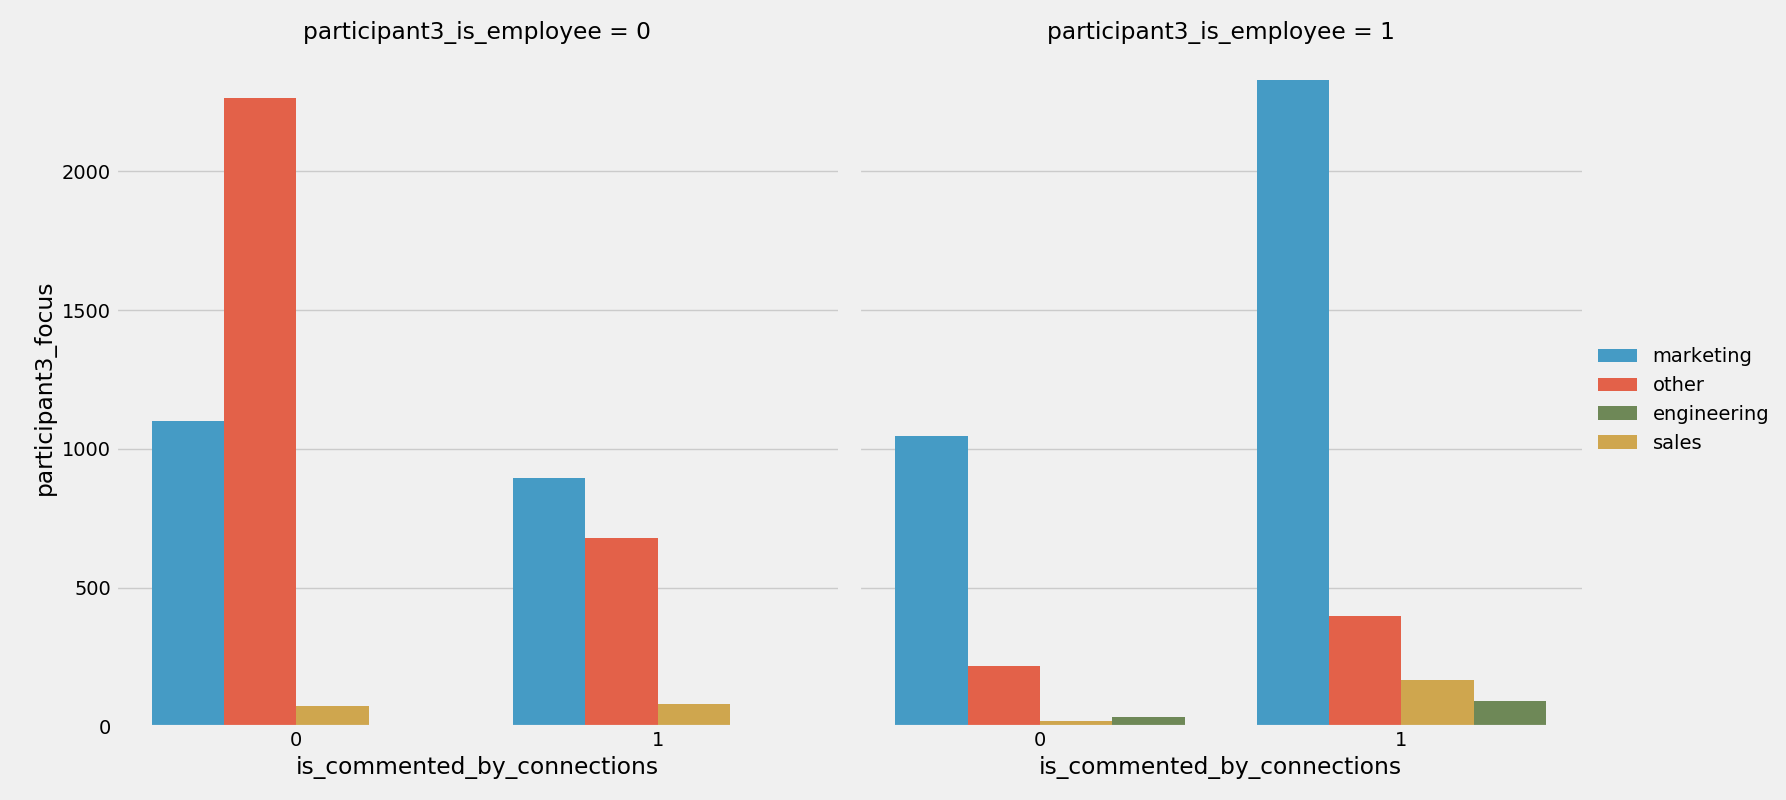 participant3_is_employee = 0
participant3_is_employee = 1
participant3_focus
2000
1500
1000
500
0
0
1
0
1
is_commented_by_connections
is_commented_by_connections
marketing
other
engineering
sales